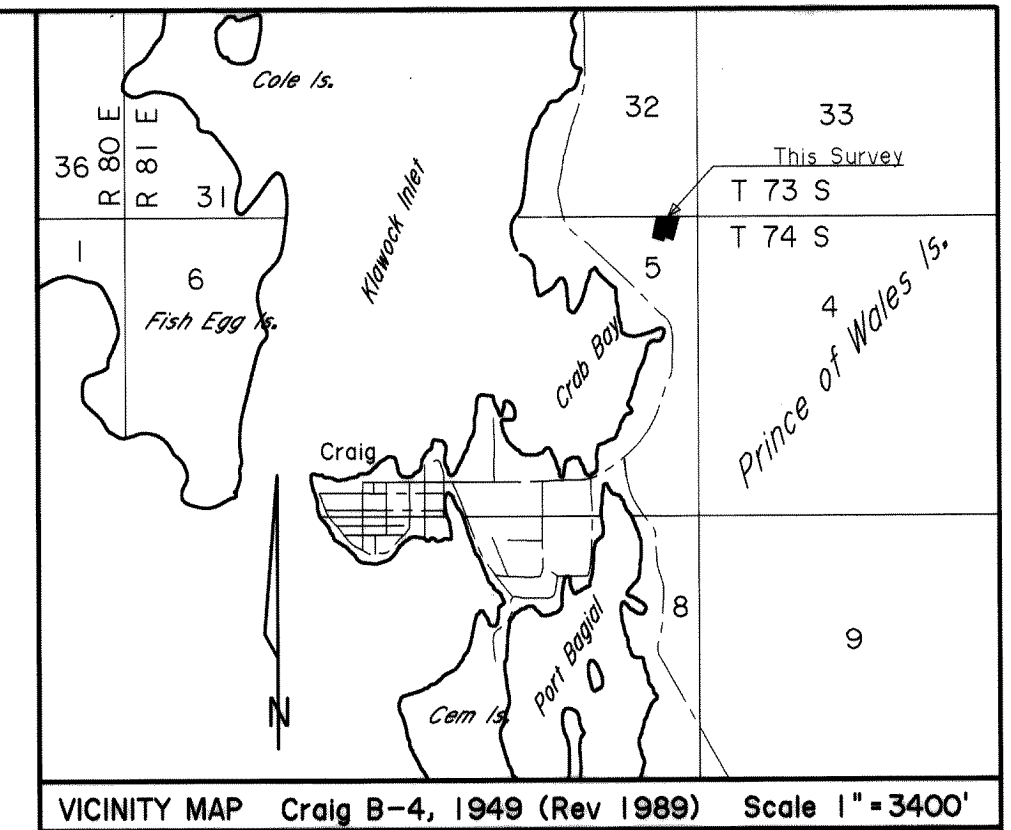 Cole Is.
32
33
36
R 80 E
R 81 E
31
This Survey
T 73 S
T 74 S
1
6
5
4
Klawock Inlet
Fish Egg Is.
Crab Bay
Prince of Wales Is.
Craig
8
9
Port Bagial
Cem Is.
N
VICINITY MAP Craig B-4, 1949 (Rev 1989) Scale 1" = 3400'